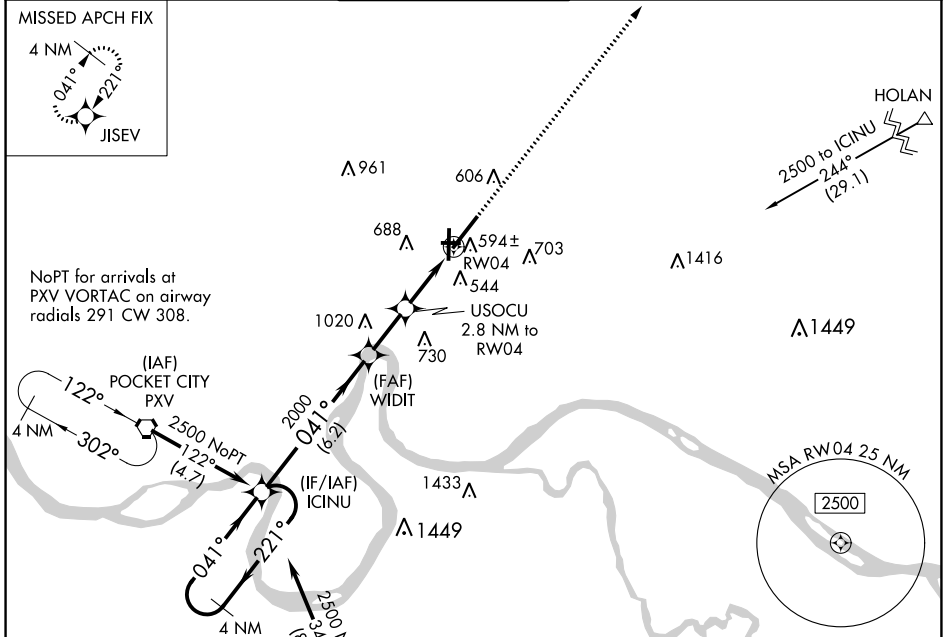 MISSED APCH FIX
4 NM
041°
221°
JISEV
HOLAN
2500 to ICINU
244°
(29.1)
961
606
688
594±
RW04
703
544
1416
NoPT for arrivals at
PXV VORTAC on airway
radials 291 CW 308.
USOCU
2.8 NM to
RW04
1020
730
1449
(IAF)
POCKET CITY
PXV
(FAF)
WIDIT
122°
302°
4 NM
2500 NoPT
122°
(4.7)
2000
041°
(6.2)
(IF/IAF)
ICINU
1433
1449
MSA RW04 25 NM
2500
041°
221°
4 NM